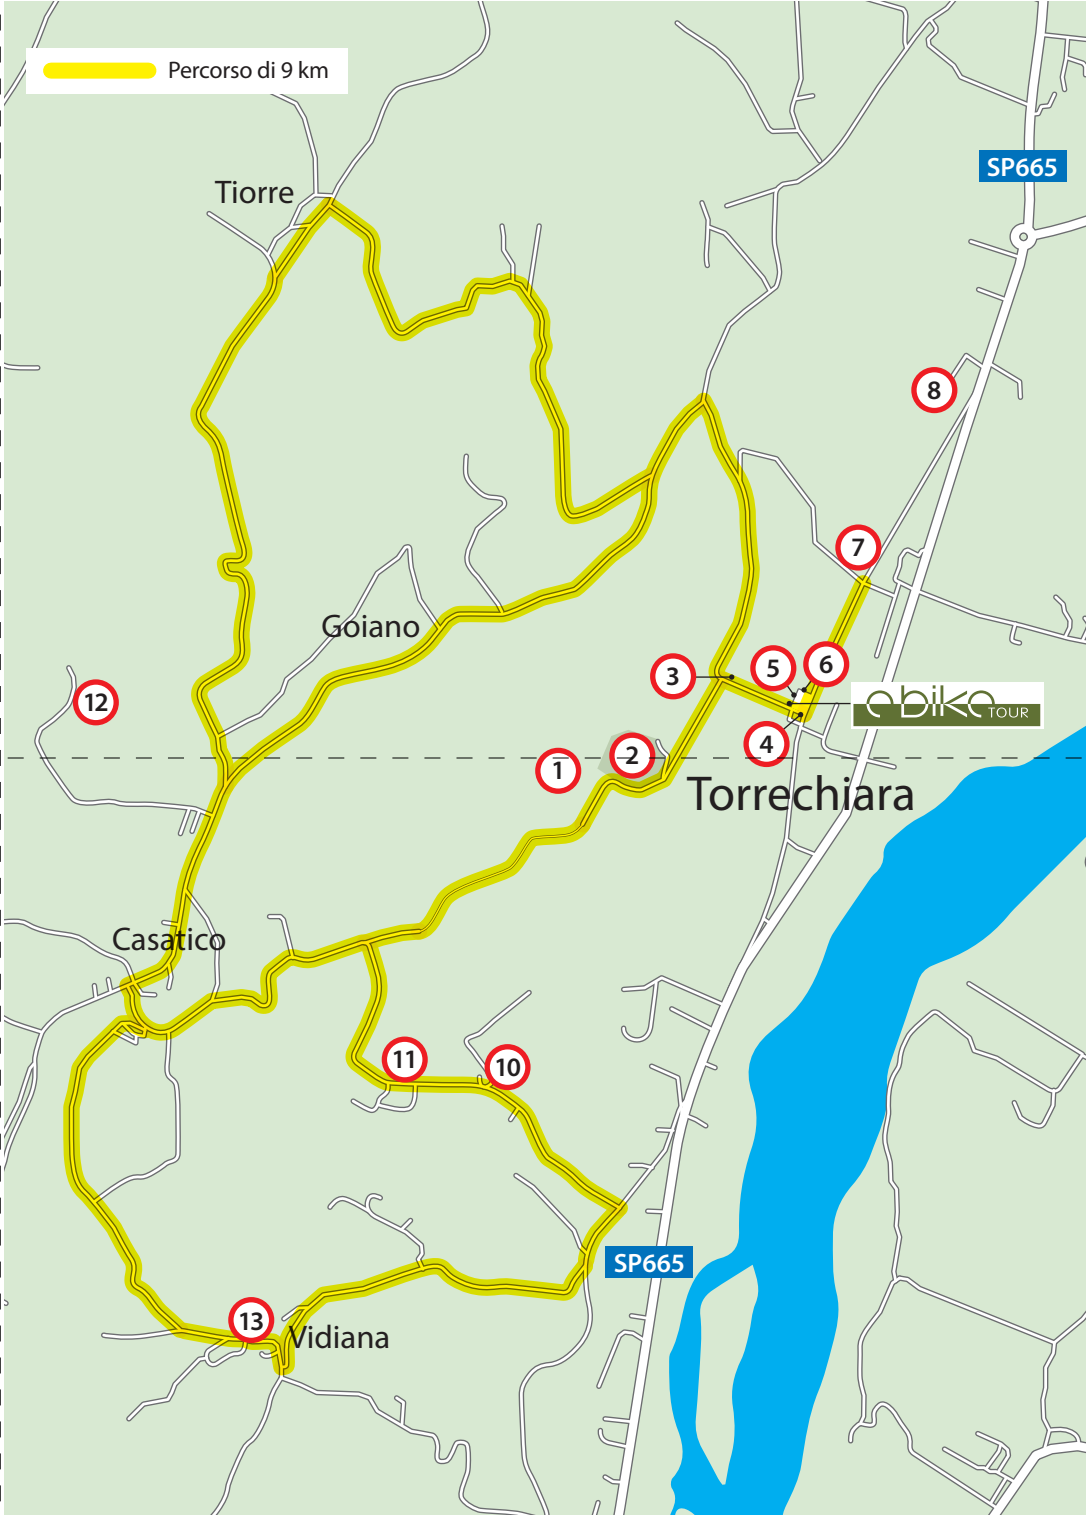 Percorso di 9 km
SP665
Tiorre
8
7
Goiano
3
5
6
12
ebike TOUR
4
2
1
Torrechiara
Casatico
11
10
SP665
13
Vidiana